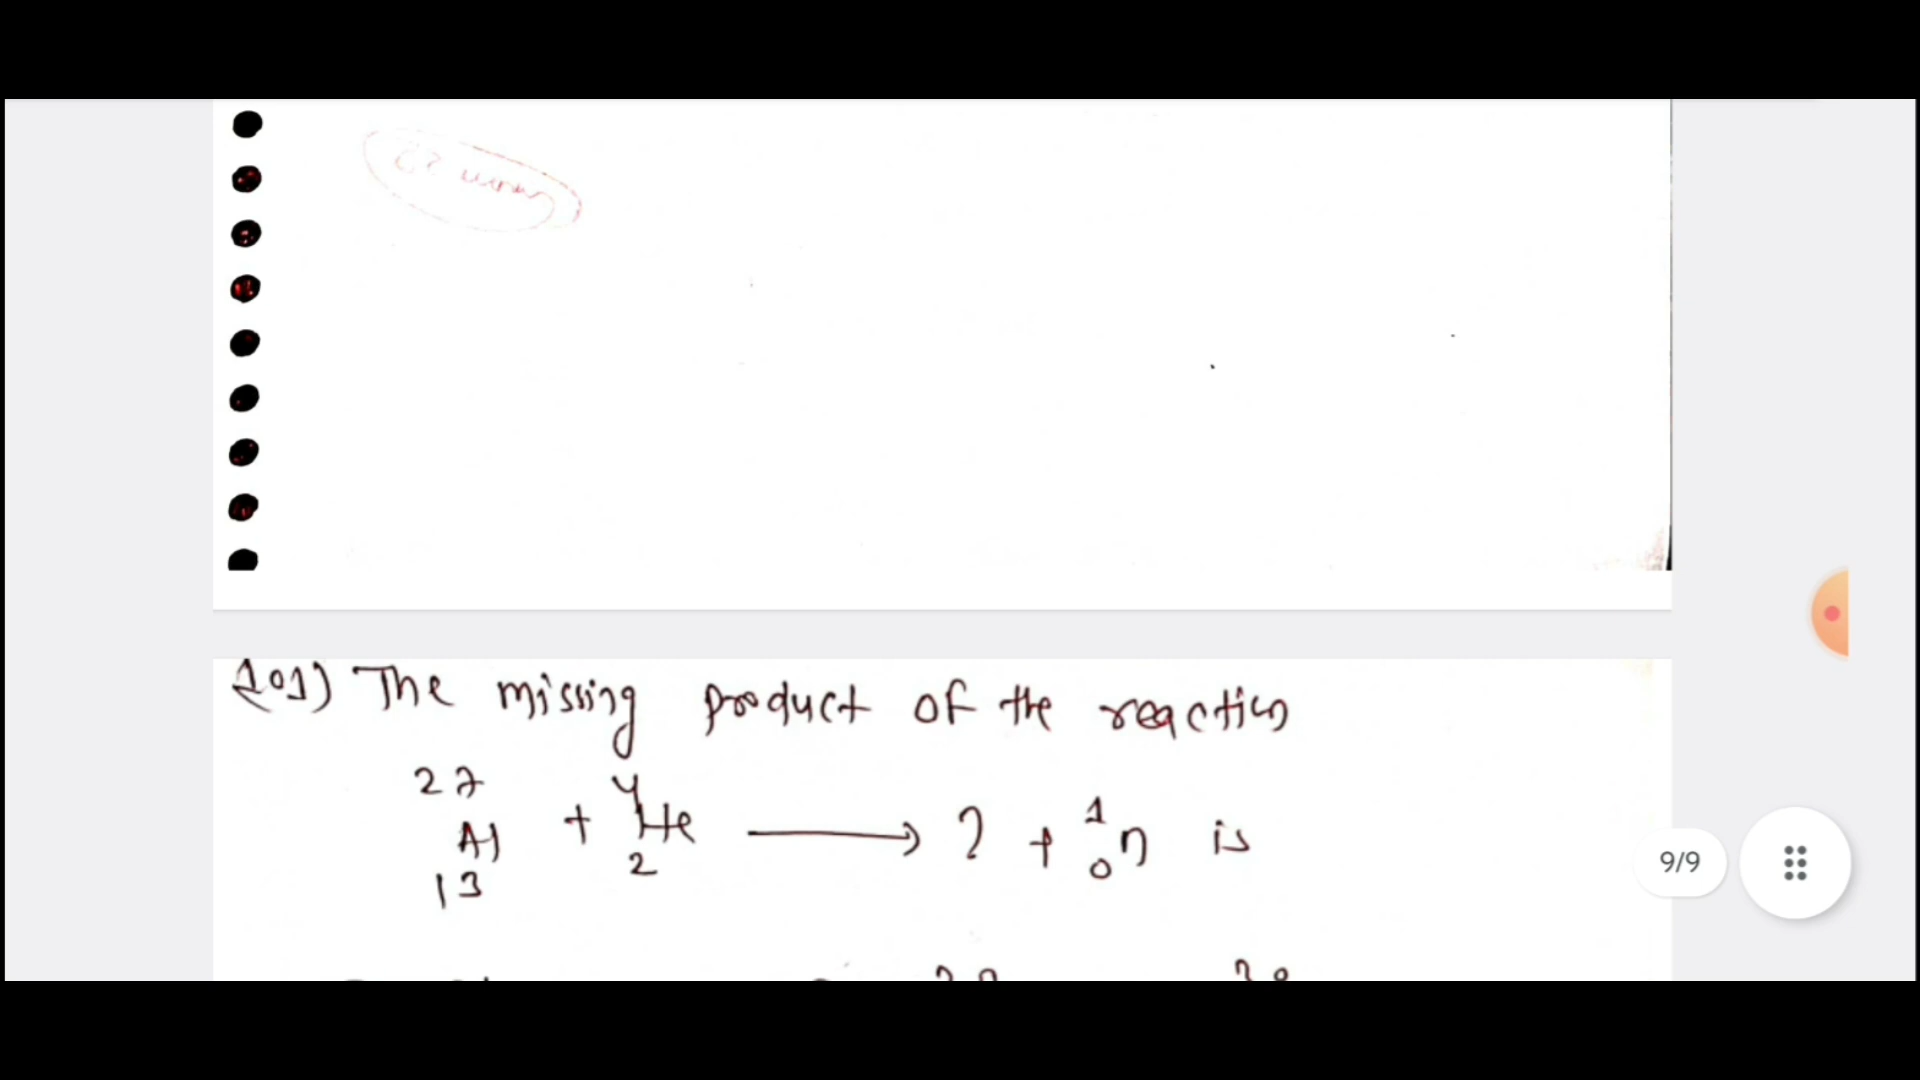 101) The missing product of the reaction
27
13 Al + 4 2 He ⟶ ? + 1 0 n is
9/9